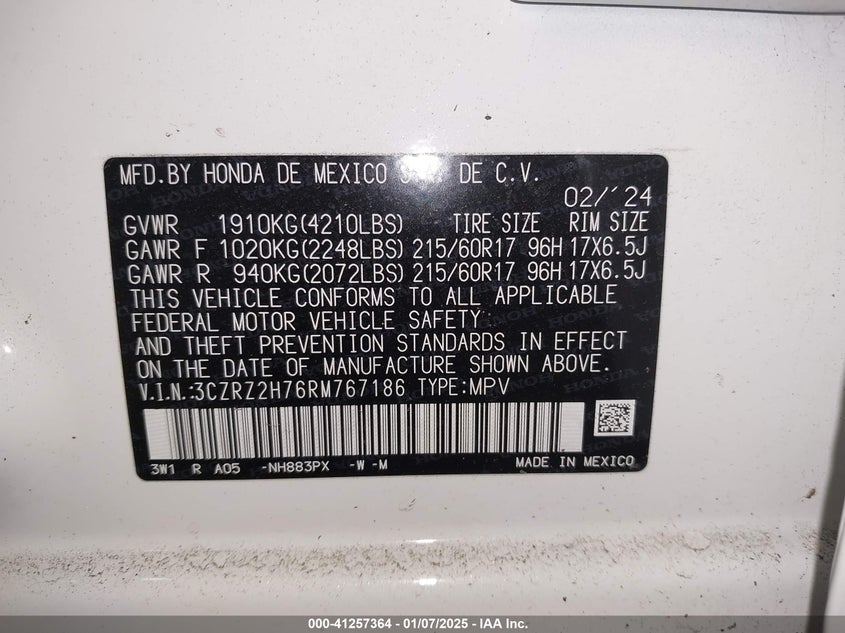 MFD.BY HONDA DE MEXICO DE C.V.
02/'24
GVWR 1910KG(4210LBS) TIRE SIZE RIM SIZE
GAWR F 1020KG(2248LBS) 215/60R17 96H 17X6.5J
GAWR R 940KG(2072LBS) 215/60R17 96H 17X6.5J
THIS VEHICLE CONFORMS TO ALL APPLICABLE
FEDERAL MOTOR VEHICLE SAFETY
AND THEFT PREVENTION STANDARDS IN EFFECT
ON THE DATE OF MANUFACTURE SHOWN ABOVE.
V.I.N.:3CZRZ2H76RM767186 TYPE:MPV
3W1 R A05 -NH883PX -W -M MADE IN MEXICO
000-41257364 | 01/07/2025 - IAA Inc.